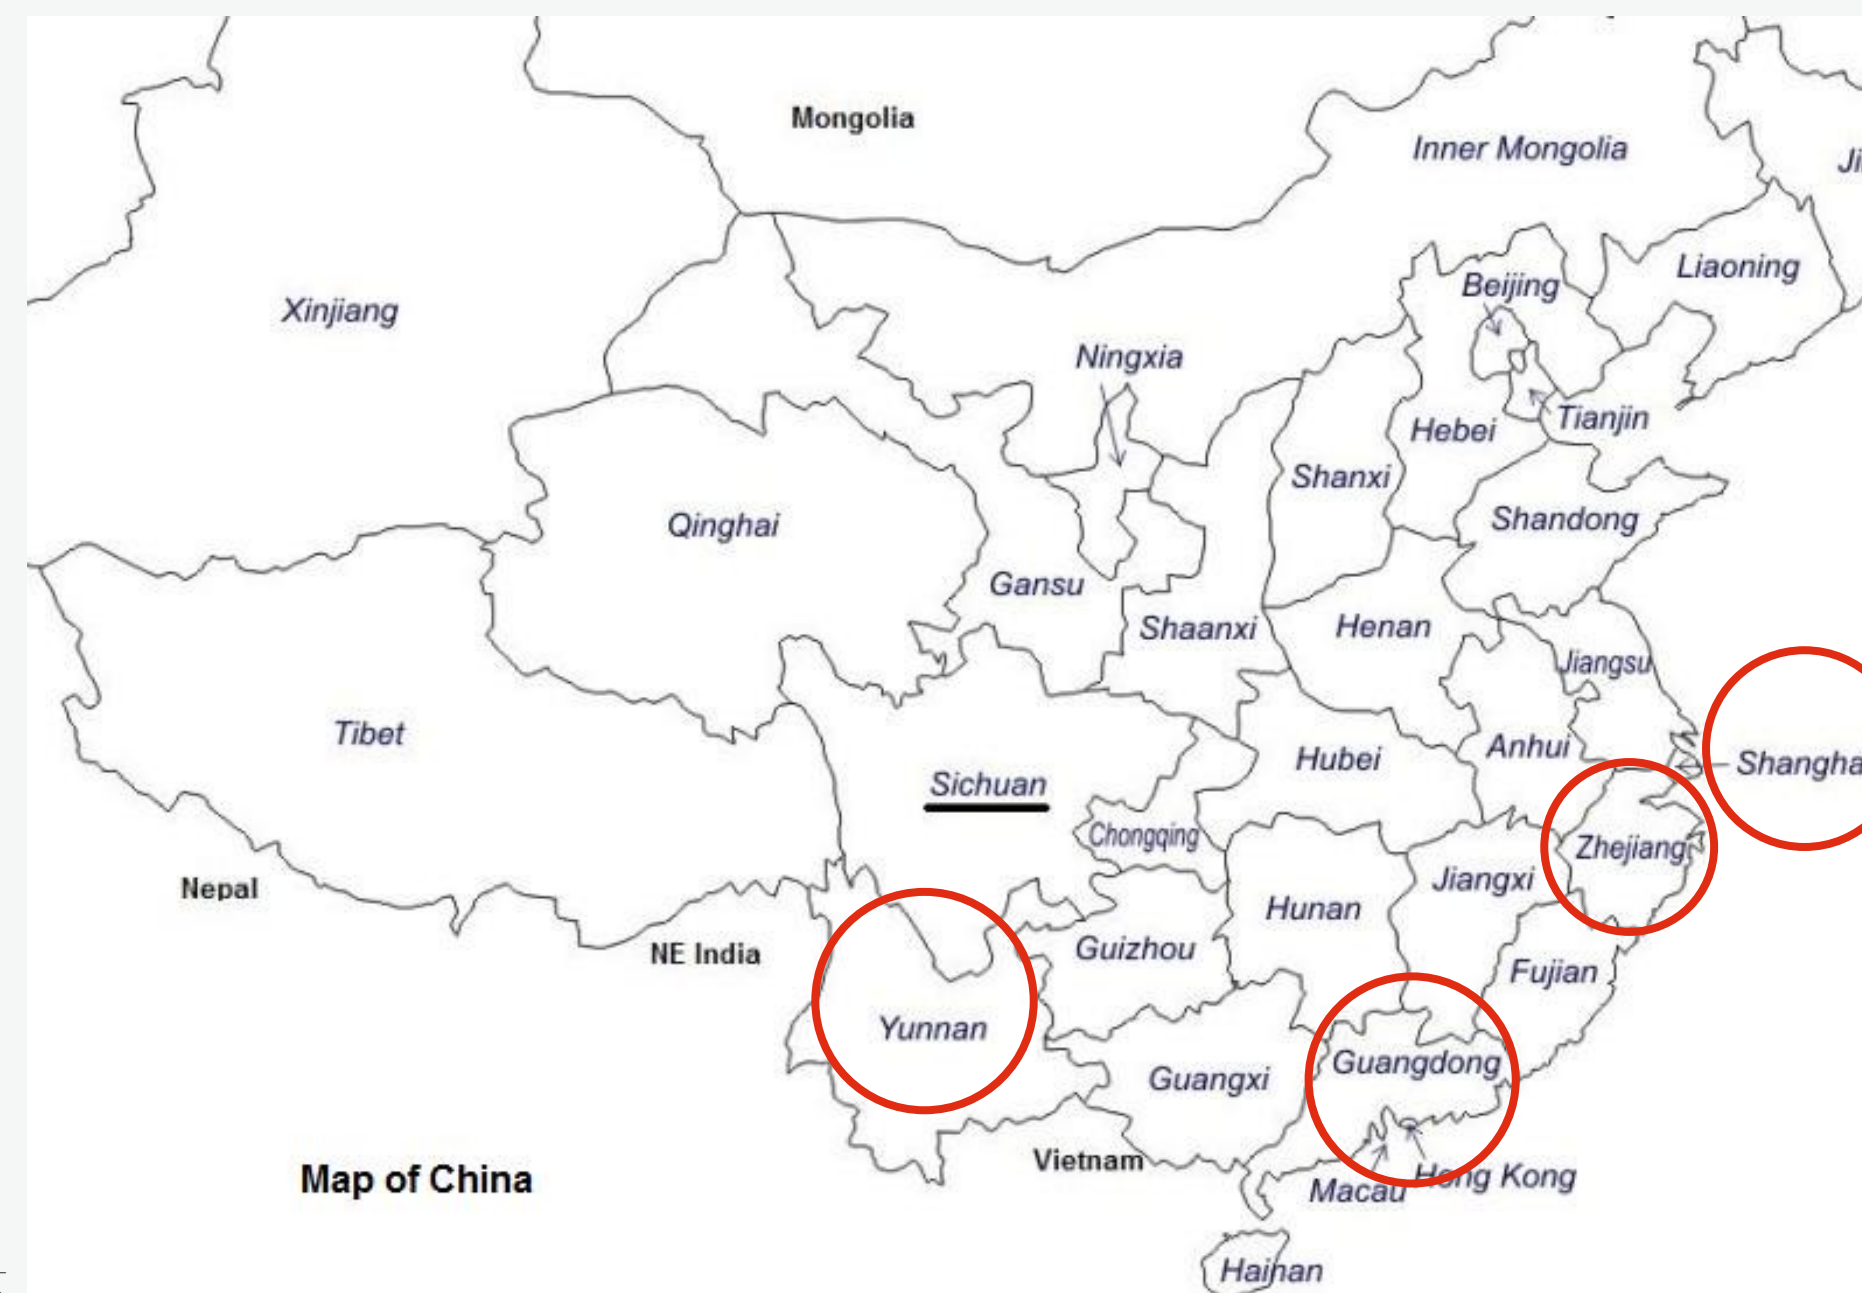 Mongolia
Inner Mongolia
Ji
Liaoning
Beijing
Xinjiang
Ningxia
Tianjin
Hebei
Shanxi
Qinghai
Shandong
Gansu
Shaanxi
Henan
Jiangsu
Tibet
Anhui
Hubei
Shangha
Sichuan
Chongqing
Zhejiang
Nepal
Jiangxi
Hunan
Guizhou
NE India
Fujian
Yunnan
Guangdong
Guangxi
Vietnam
Map of China
Hong Kong
Macau
Hainan